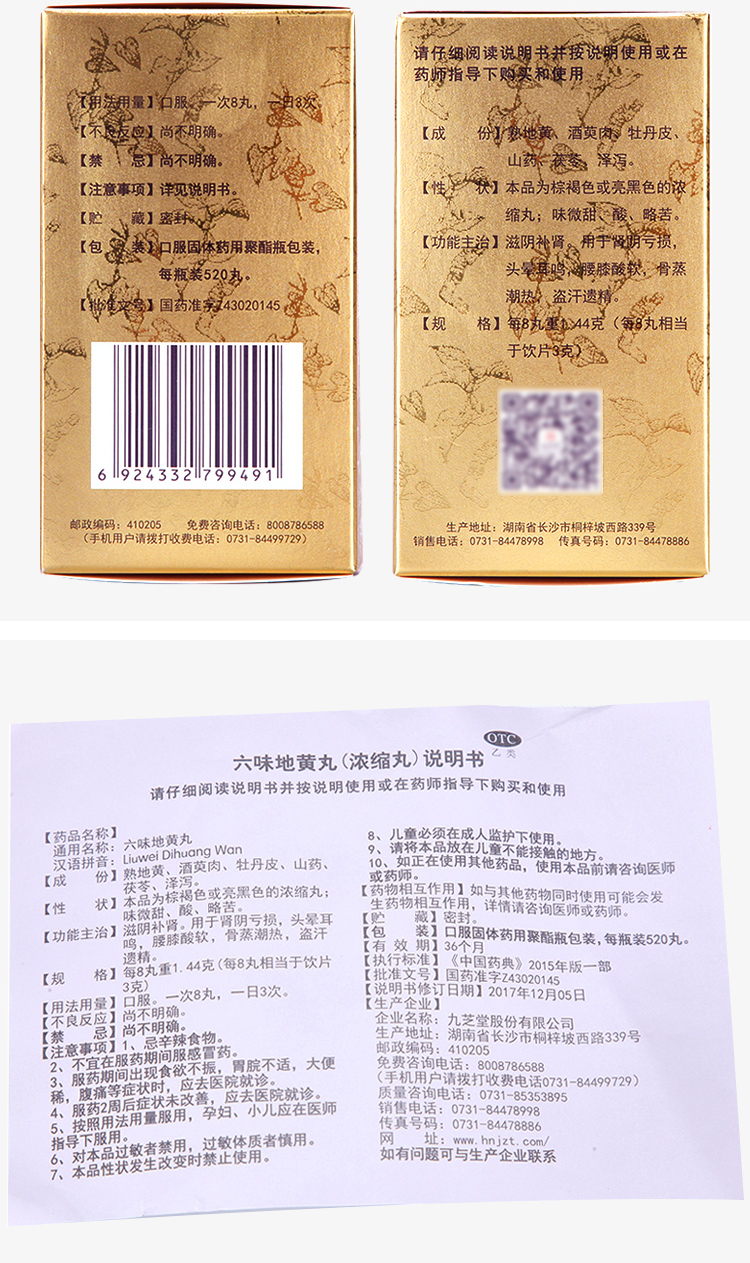 【用法用量】口服。一次8丸，一日3次。
【不良反应】尚不明确。
【禁　　忌】尚不明确。
【注意事项】详见说明书。
【贮　　藏】密封。
【包　　装】口服固体药用聚酯瓶包装，
每瓶装520丸。
【批准文号】国药准字Z43020145
6 924332 799491
邮政编码：410205　免费咨询电话：8008786588
（手机用户请拨打收费电话：0731-84499729）
请仔细阅读说明书并按说明使用或在
药师指导下购买和使用
【成　　份】熟地黄、酒萸肉、牡丹皮、
山药、茯苓、泽泻。
【性　　状】本品为棕褐色或亮黑色的浓
缩丸；味微甜、酸、略苦。
【功能主治】滋阴补肾。用于肾阴亏损，
头晕耳鸣，腰膝酸软，骨蒸
潮热，盗汗遗精。
【规　　格】每8丸重1.44克（每8丸相当
于饮片3克）
生产地址：湖南省长沙市桐梓坡西路339号
销售电话：0731-84478998　传真号码：0731-84478886
OTC
乙类
六味地黄丸（浓缩丸）说明书
请仔细阅读说明书并按说明使用或在药师指导下购买和使用
【药品名称】
通用名称：六味地黄丸
汉语拼音：Liuwei Dihuang Wan
【成　　份】熟地黄、酒萸肉、牡丹皮、山药、
茯苓、泽泻。
【性　　状】本品为棕褐色或亮黑色的浓缩丸；
味微甜、酸、略苦。
【功能主治】滋阴补肾。用于肾阴亏损，头晕耳
鸣，腰膝酸软，骨蒸潮热，盗汗
遗精。
【规　　格】每8丸重1.44克(每8丸相当于饮片
3克)
【用法用量】口服。一次8丸，一日3次。
【不良反应】尚不明确。
【禁　　忌】尚不明确。
【注意事项】1、忌辛辣食物。
2、不宜在服药期间服感冒药。
3、服药期间出现食欲不振，胃脘不适，大便
稀，腹痛等症状时，应去医院就诊。
4、服药2周后症状未改善，应去医院就诊。
5、按照用法用量服用，孕妇、小儿应在医师
指导下服用。
6、对本品过敏者禁用，过敏体质者慎用。
7、本品性状发生改变时禁止使用。
8、儿童必须在成人监护下使用。
9、请将本品放在儿童不能接触的地方。
10、如正在使用其他药品，使用本品前请咨询医师
或药师。
【药物相互作用】如与其他药物同时使用可能会发
生药物相互作用，详情请咨询医师或药师。
【贮　　藏】密封。
【包　　装】口服固体药用聚酯瓶包装，每瓶装520丸。
【有 效 期】36个月
【执行标准】《中国药典》2015年版一部
【批准文号】国药准字Z43020145
【说明书修订日期】2017年12月05日
【生产企业】
企业名称：九芝堂股份有限公司
生产地址：湖南省长沙市桐梓坡西路339号
邮政编码：410205
免费咨询电话：8008786588
（手机用户请拨打收费电话0731-84499729）
质量咨询电话：0731-85353895
销售电话：0731-84478998
传真号码：0731-84478886
网　　址：www.hnjzt.com/
如有问题可与生产企业联系